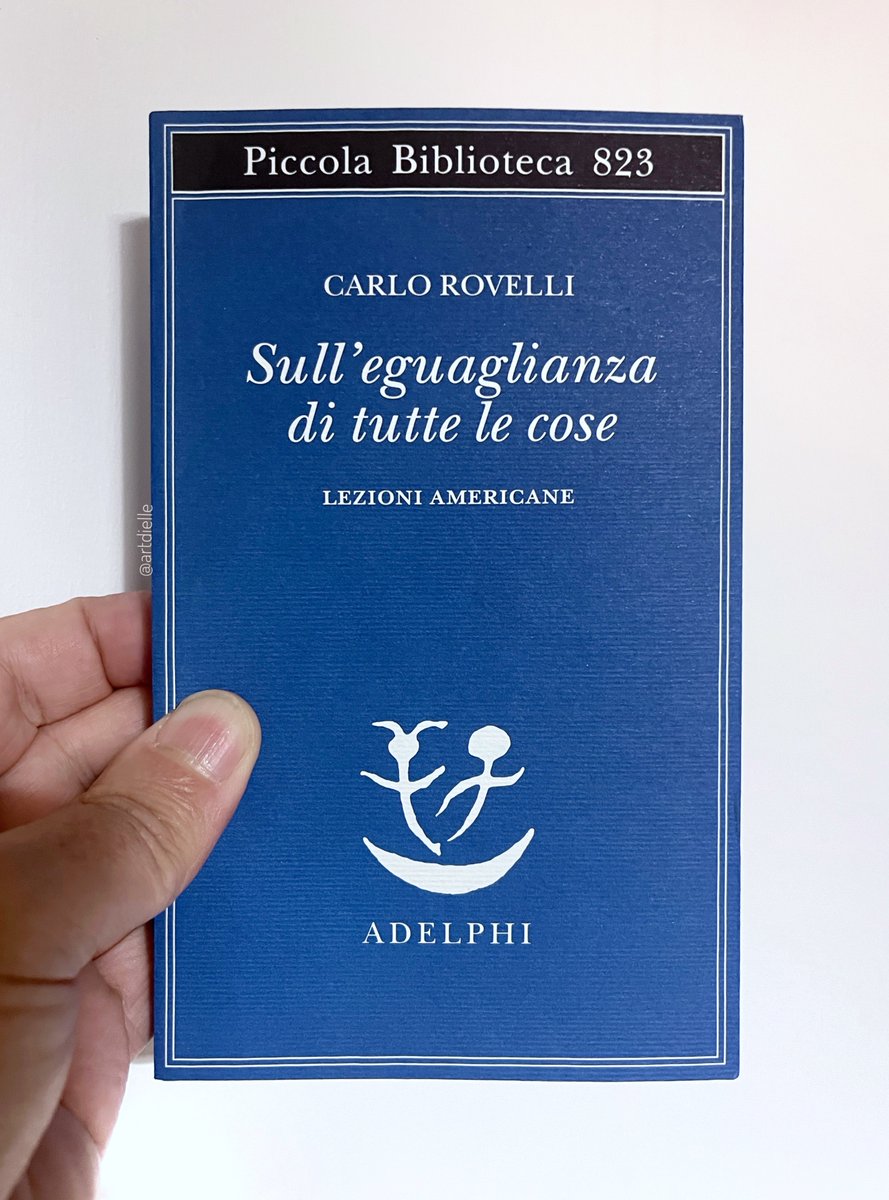 Piccola Biblioteca 823
CARLO ROVELLI
Sull’eguaglianza
di tutte le cose
LEZIONI AMERICANE
@artdielle
ADELPHI